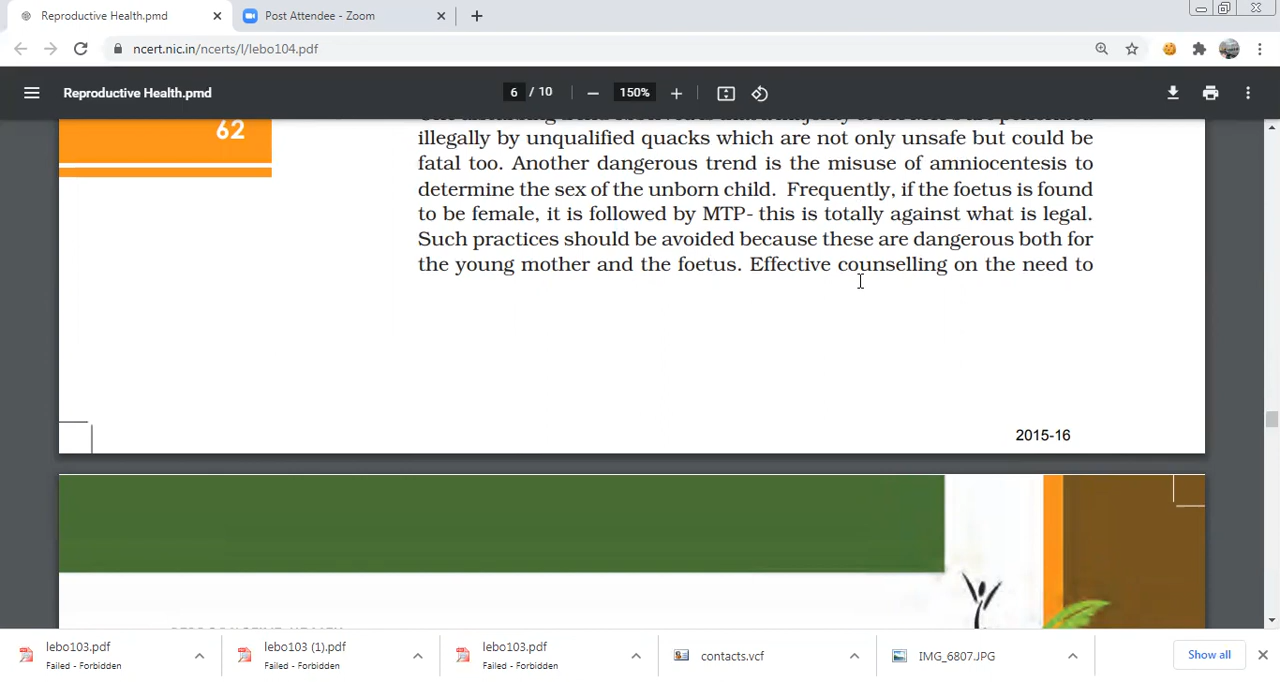 Reproductive Health.pmd
Post Attendee - Zoom
ncert.nic.in/ncerts/l/lebo104.pdf
Reproductive Health.pmd
6 / 10
150%
62
illegally by unqualified quacks which are not only unsafe but could be
fatal too. Another dangerous trend is the misuse of amniocentesis to
determine the sex of the unborn child. Frequently, if the foetus is found
to be female, it is followed by MTP- this is totally against what is legal.
Such practices should be avoided because these are dangerous both for
the young mother and the foetus. Effective counselling on the need to
2015-16
lebo103.pdf
Failed - Forbidden
lebo103 (1).pdf
Failed - Forbidden
lebo103.pdf
Failed - Forbidden
contacts.vcf
IMG_6807.JPG
Show all